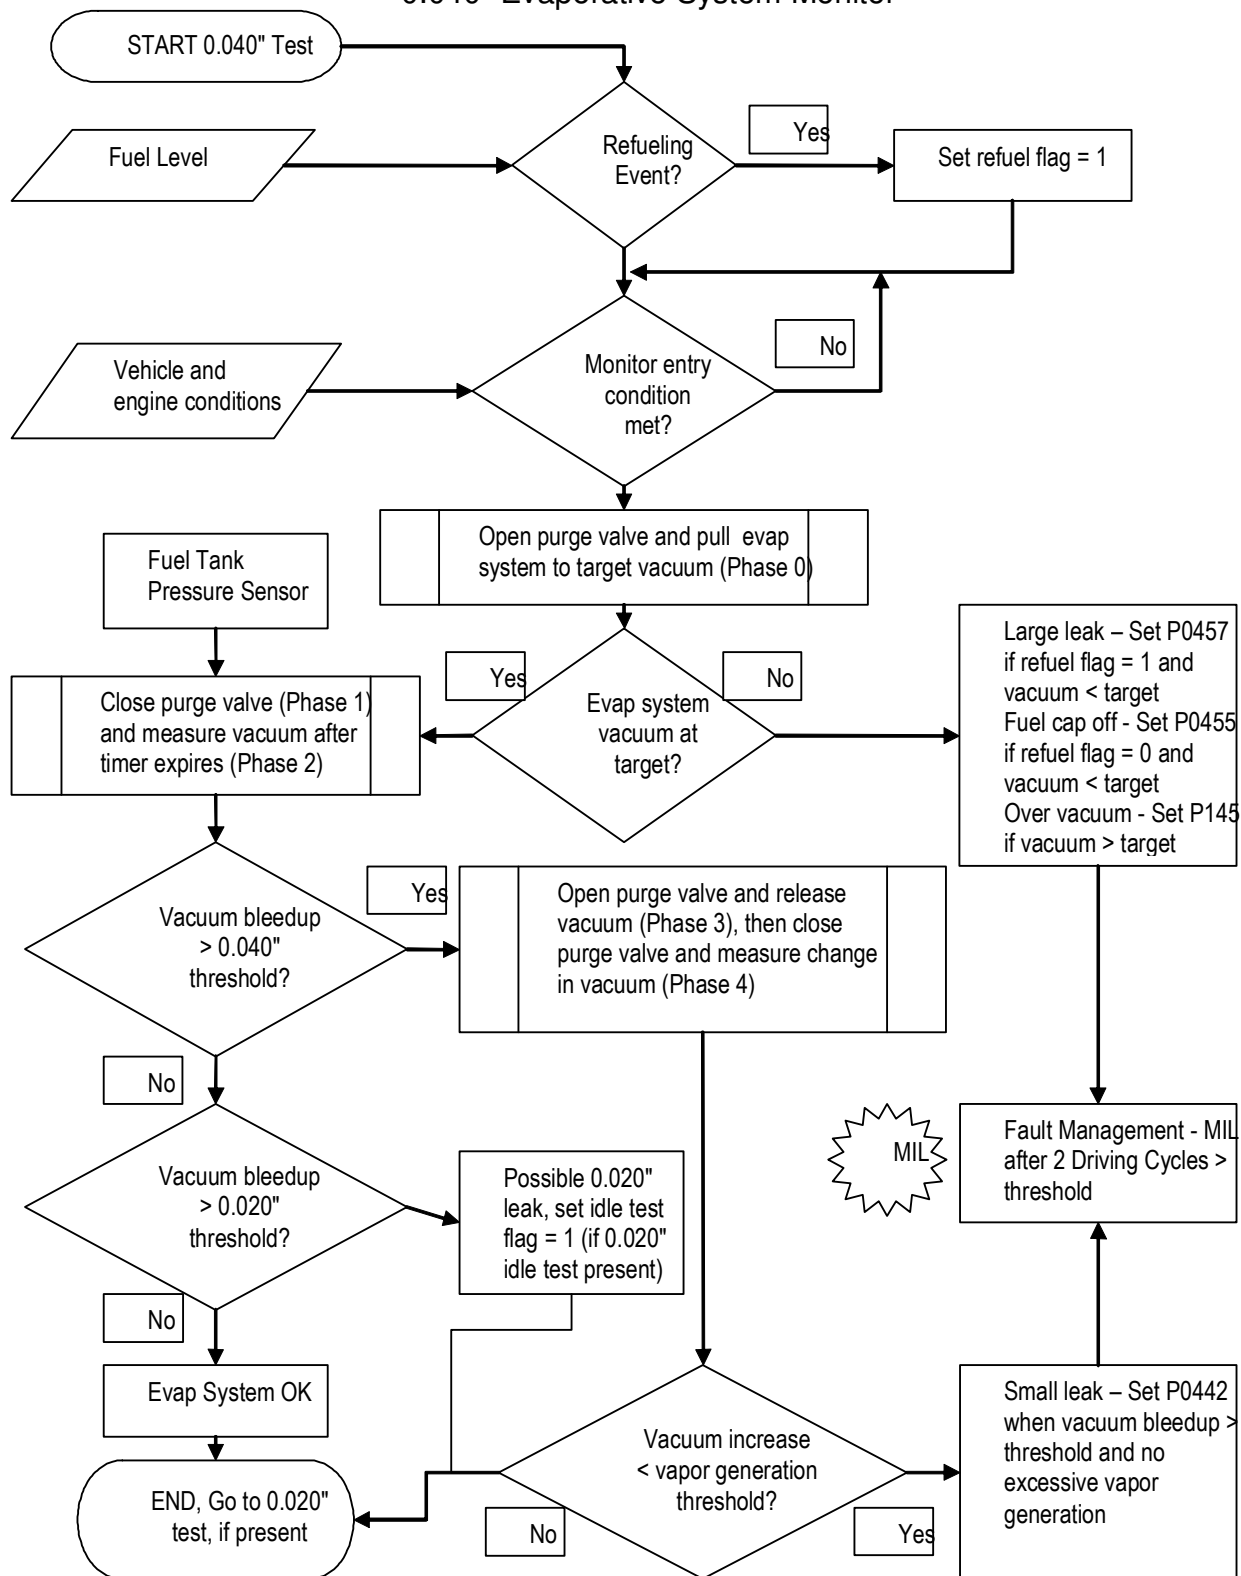 Evaporative System Monitor
START 0.040" Test
Refueling
Event?
Yes
Set refuel flag = 1
Fuel Level
Vehicle and
engine conditions
Monitor entry
condition
met?
No
Open purge valve and pull evap
system to target vacuum (Phase 0)
Fuel Tank
Pressure Sensor
Close purge valve (Phase 1)
and measure vacuum after
timer expires (Phase 2)
Yes
Evap system
vacuum at
target?
No
Large leak – Set P0457
if refuel flag = 1 and
vacuum < target
Fuel cap off - Set P0455
if refuel flag = 0 and
vacuum < target
Over vacuum - Set P145
if vacuum > target
Vacuum bleedup
> 0.040"
threshold?
Yes
Open purge valve and release
vacuum (Phase 3), then close
purge valve and measure change
in vacuum (Phase 4)
No
Vacuum bleedup
> 0.020"
threshold?
Possible 0.020"
leak, set idle test
flag = 1 (if 0.020"
idle test present)
MIL
Fault Management - MIL
after 2 Driving Cycles >
threshold
No
Evap System OK
END, Go to 0.020"
test, if present
Vacuum increase
< vapor generation
threshold?
No
Yes
Small leak – Set P0442
when vacuum bleedup >
threshold and no
excessive vapor
generation